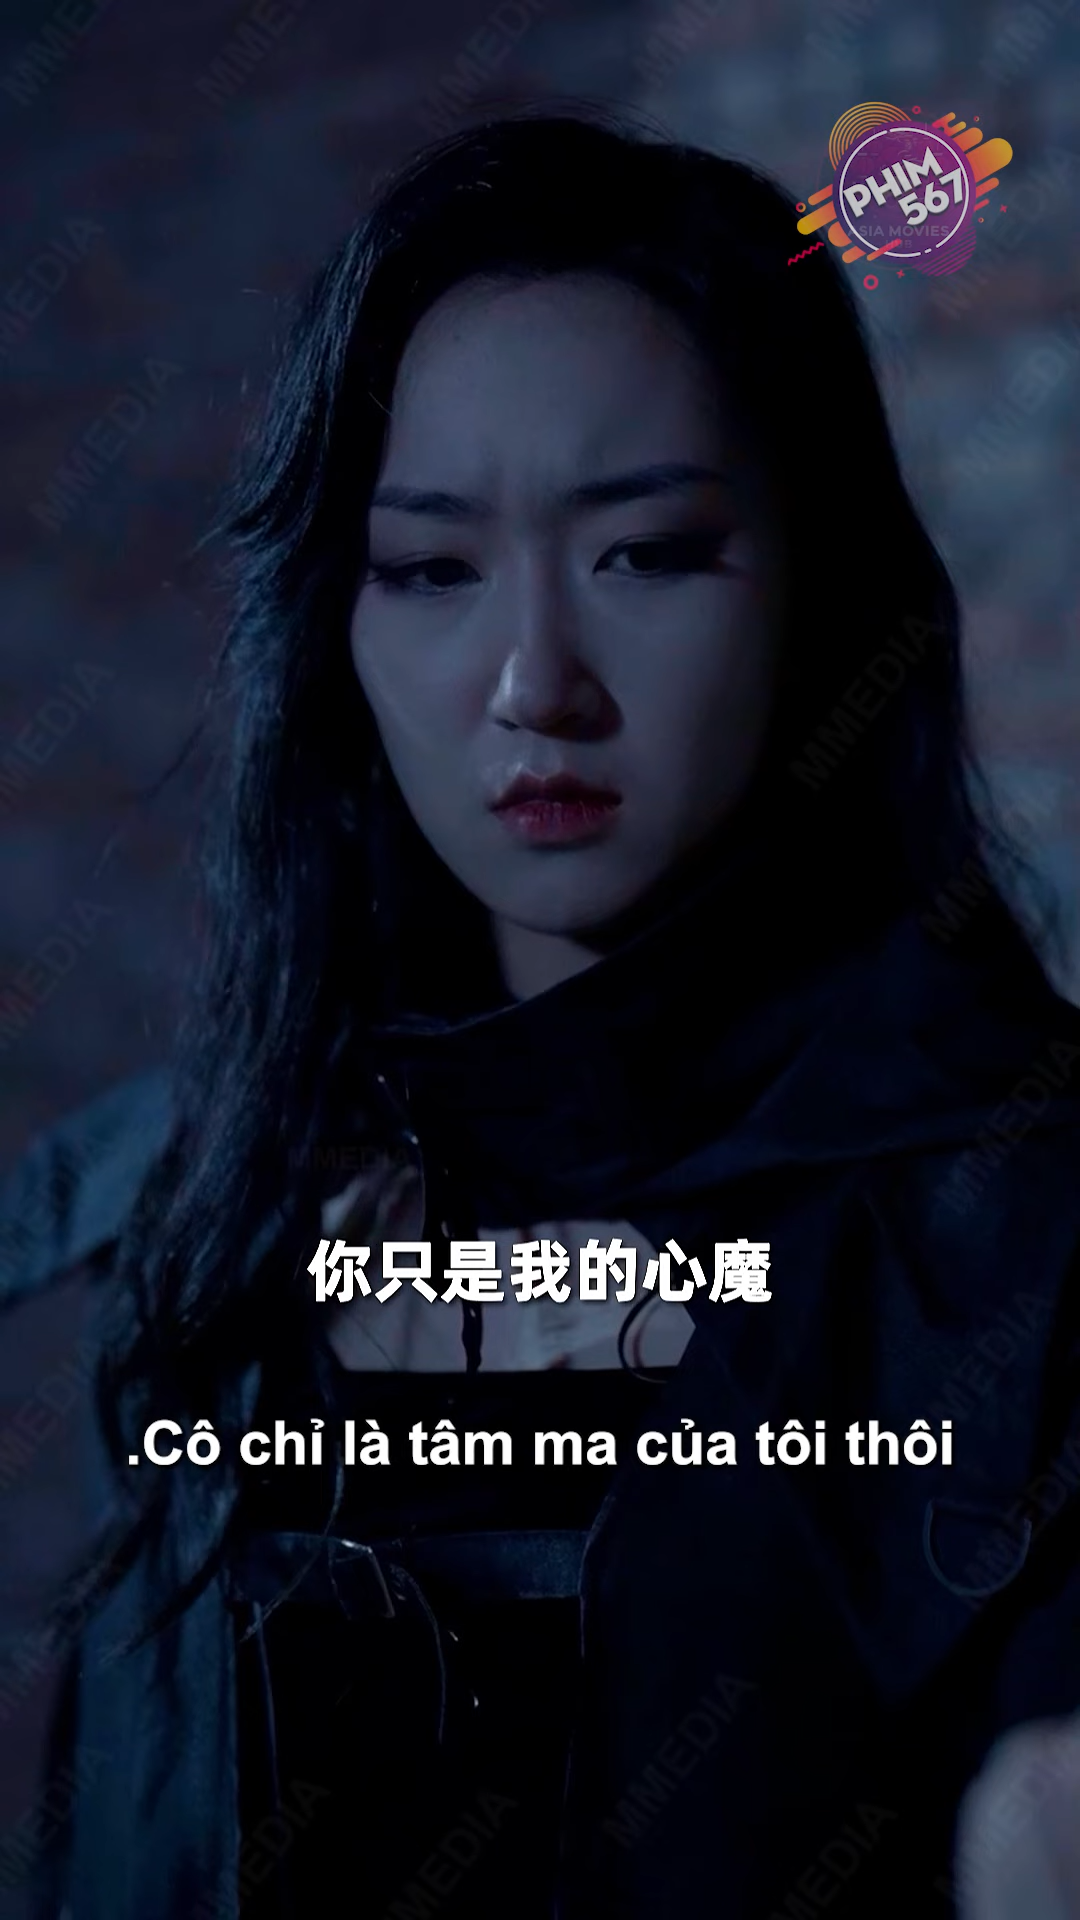 PHIM
567
ASIA MOVIES
你只是我的心魔
.Cô chỉ là tâm ma của tôi thôi
MMEDIA